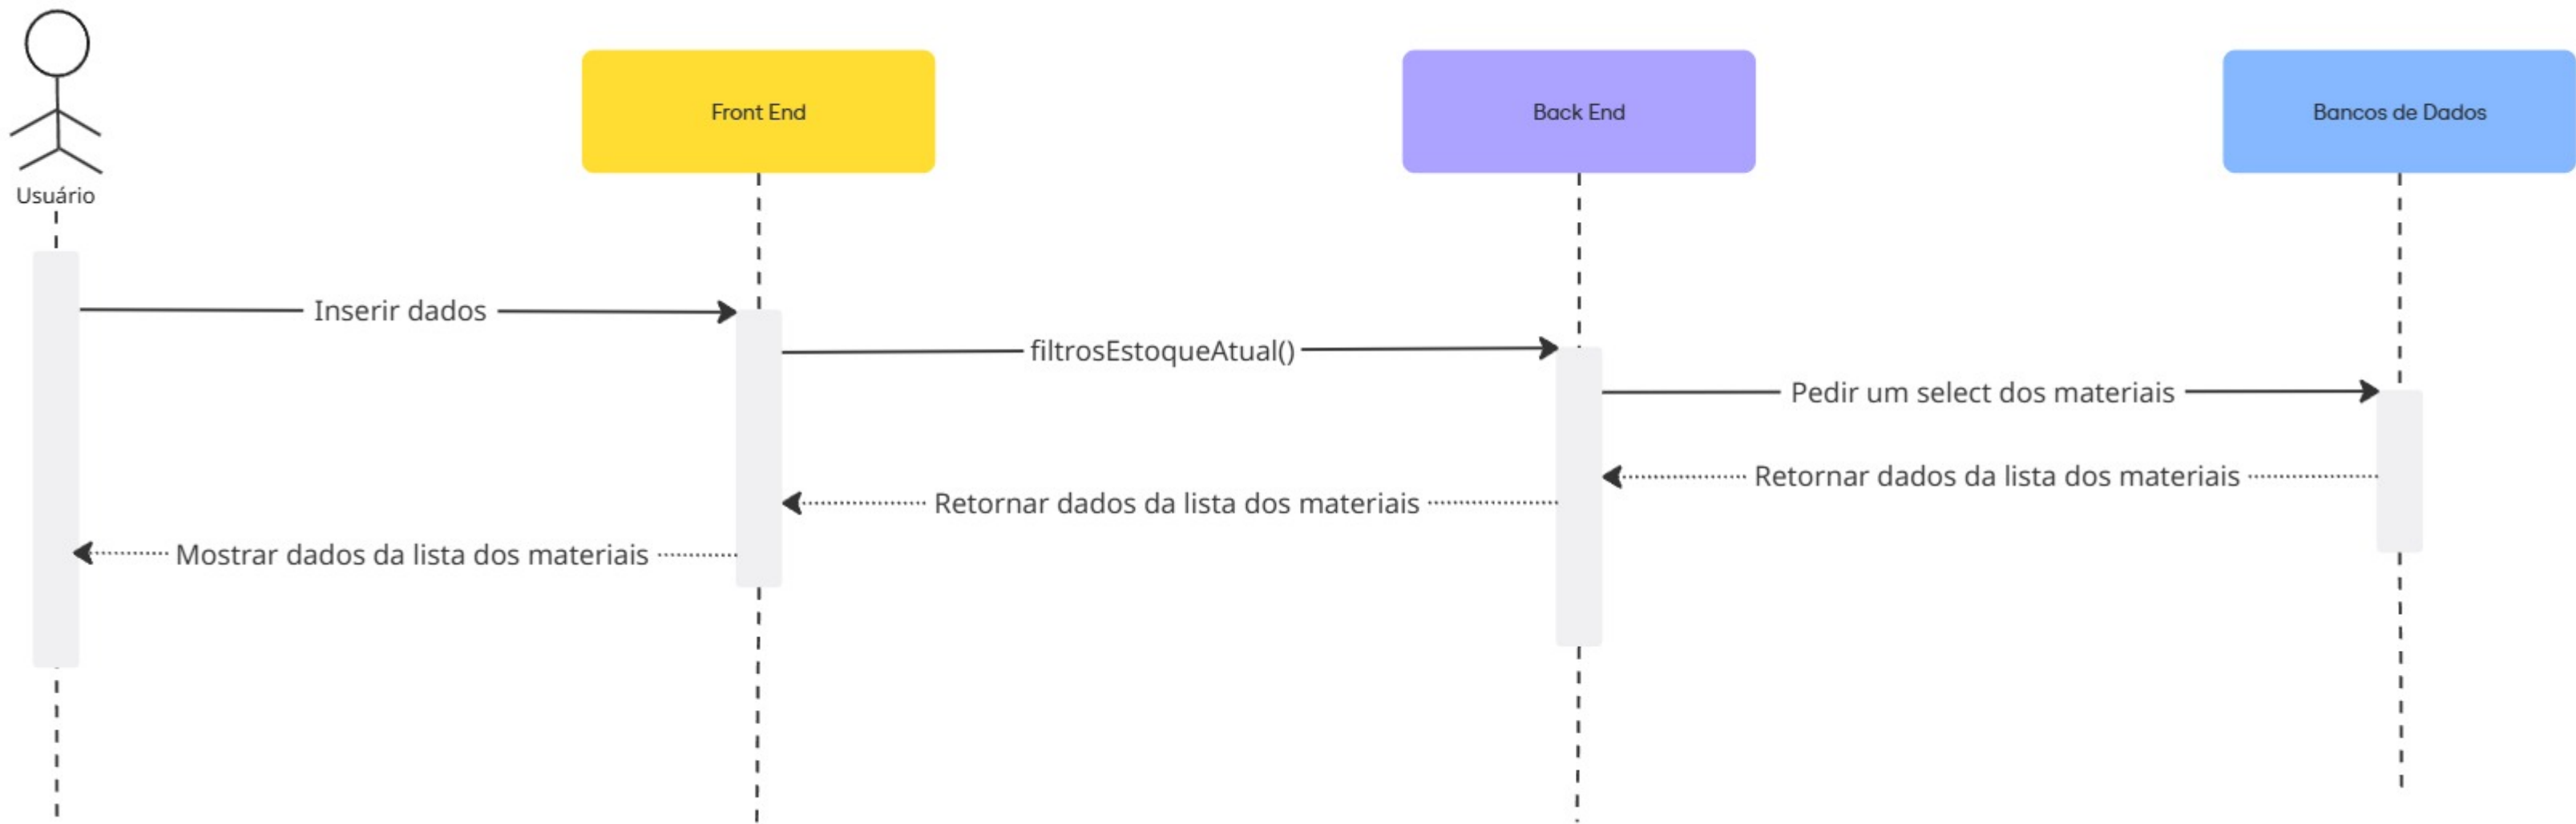 Front End
Back End
Bancos de Dados
Usuário
Inserir dados
filtrosEstoqueAtual()
Pedir um select dos materiais
Retornar dados da lista dos materiais
Retornar dados da lista dos materiais
Mostrar dados da lista dos materiais